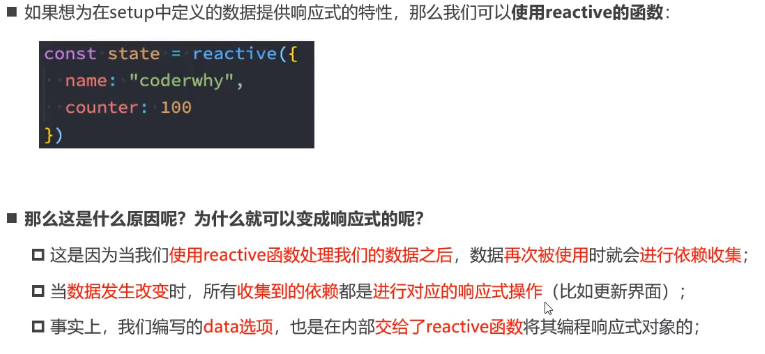 如果想为在setup中定义的数据提供响应式的特性，那么我们可以使用reactive的函数：
const state = reactive({
name: "coderwhy",
counter: 100
})
那么这是什么原因呢？为什么就可以变成响应式的呢？
这是因为当我们使用reactive函数处理我们的数据之后，数据再次被使用时就会进行依赖收集；
当数据发生改变时，所有收集到的依赖都是进行对应的响应式操作（比如更新界面）；
事实上，我们编写的data选项，也是在内部交给了reactive函数将其编程响应式对象的；